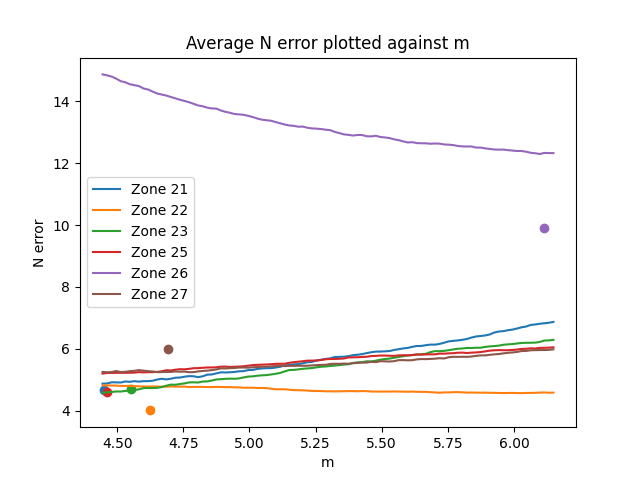 Average N error plotted against m
14
12
10
8
6
4
N error
Zone 21
Zone 22
Zone 23
Zone 25
Zone 26
Zone 27
4.50 4.75 5.00 5.25 5.50 5.75 6.00
m